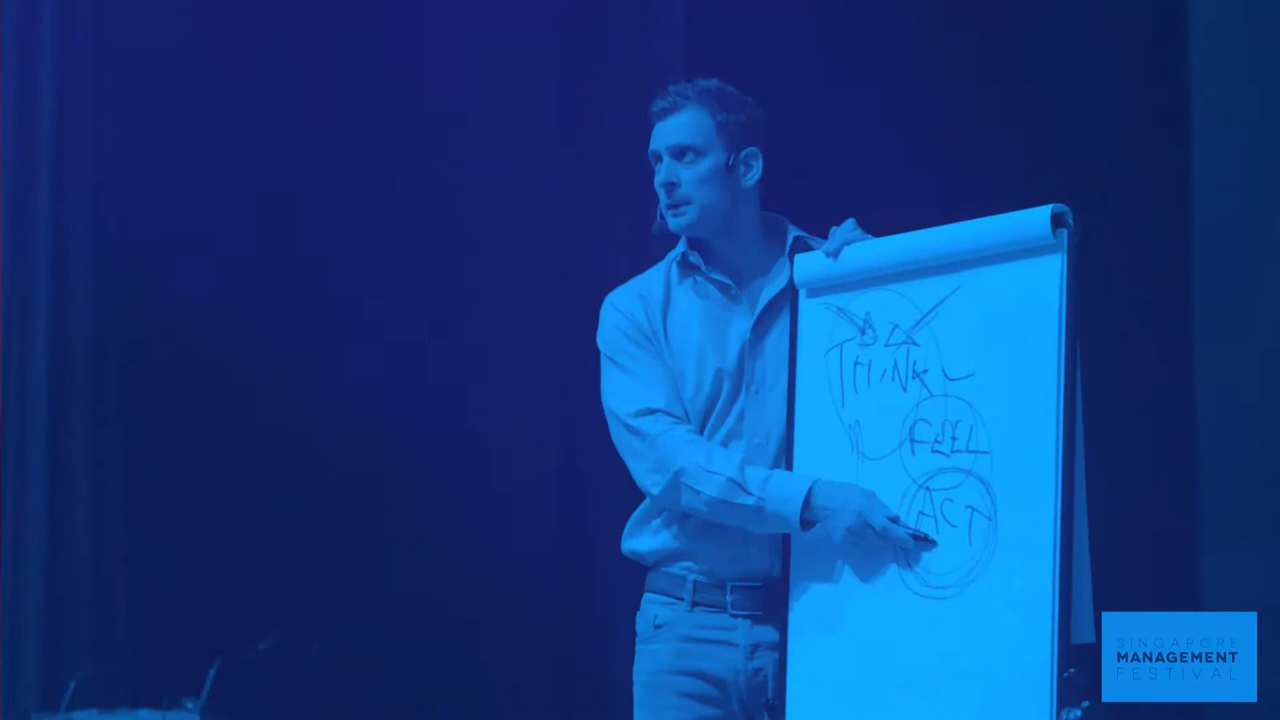 THINK
FEEL
ACT
SINGAPORE
MANAGEMENT
FESTIVAL